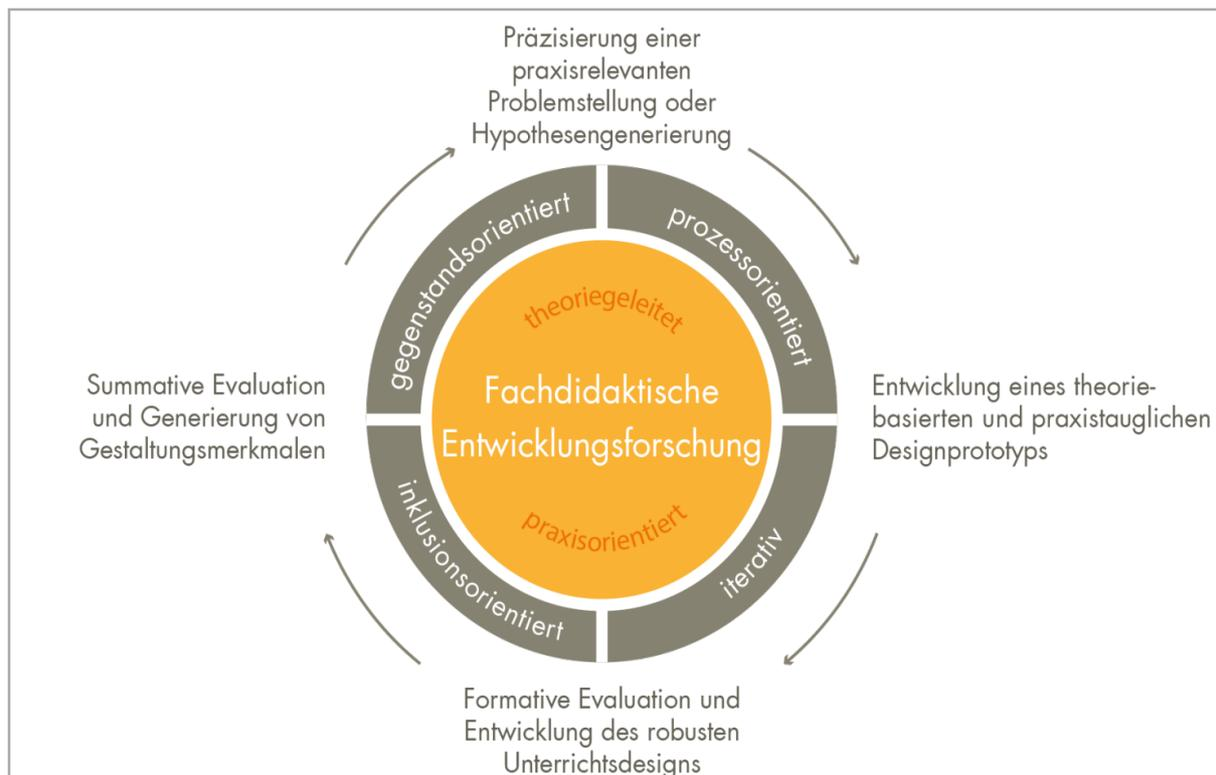 Präzisierung einer
praxisrelevanten
Problemstellung oder
Hypothesengenerierung
gegenstandsorientiert
prozessorientiert
theoriegeleitet
Fachdidaktische
Entwicklungsforschung
praxisorientiert
inklusionsorientiert
iterativ
Summative Evaluation
und Generierung von
Gestaltungsmerkmalen
Entwicklung eines theorie-
basierten und praxistauglichen
Designprototyps
Formative Evaluation und
Entwicklung des robusten
Unterrichtsdesigns